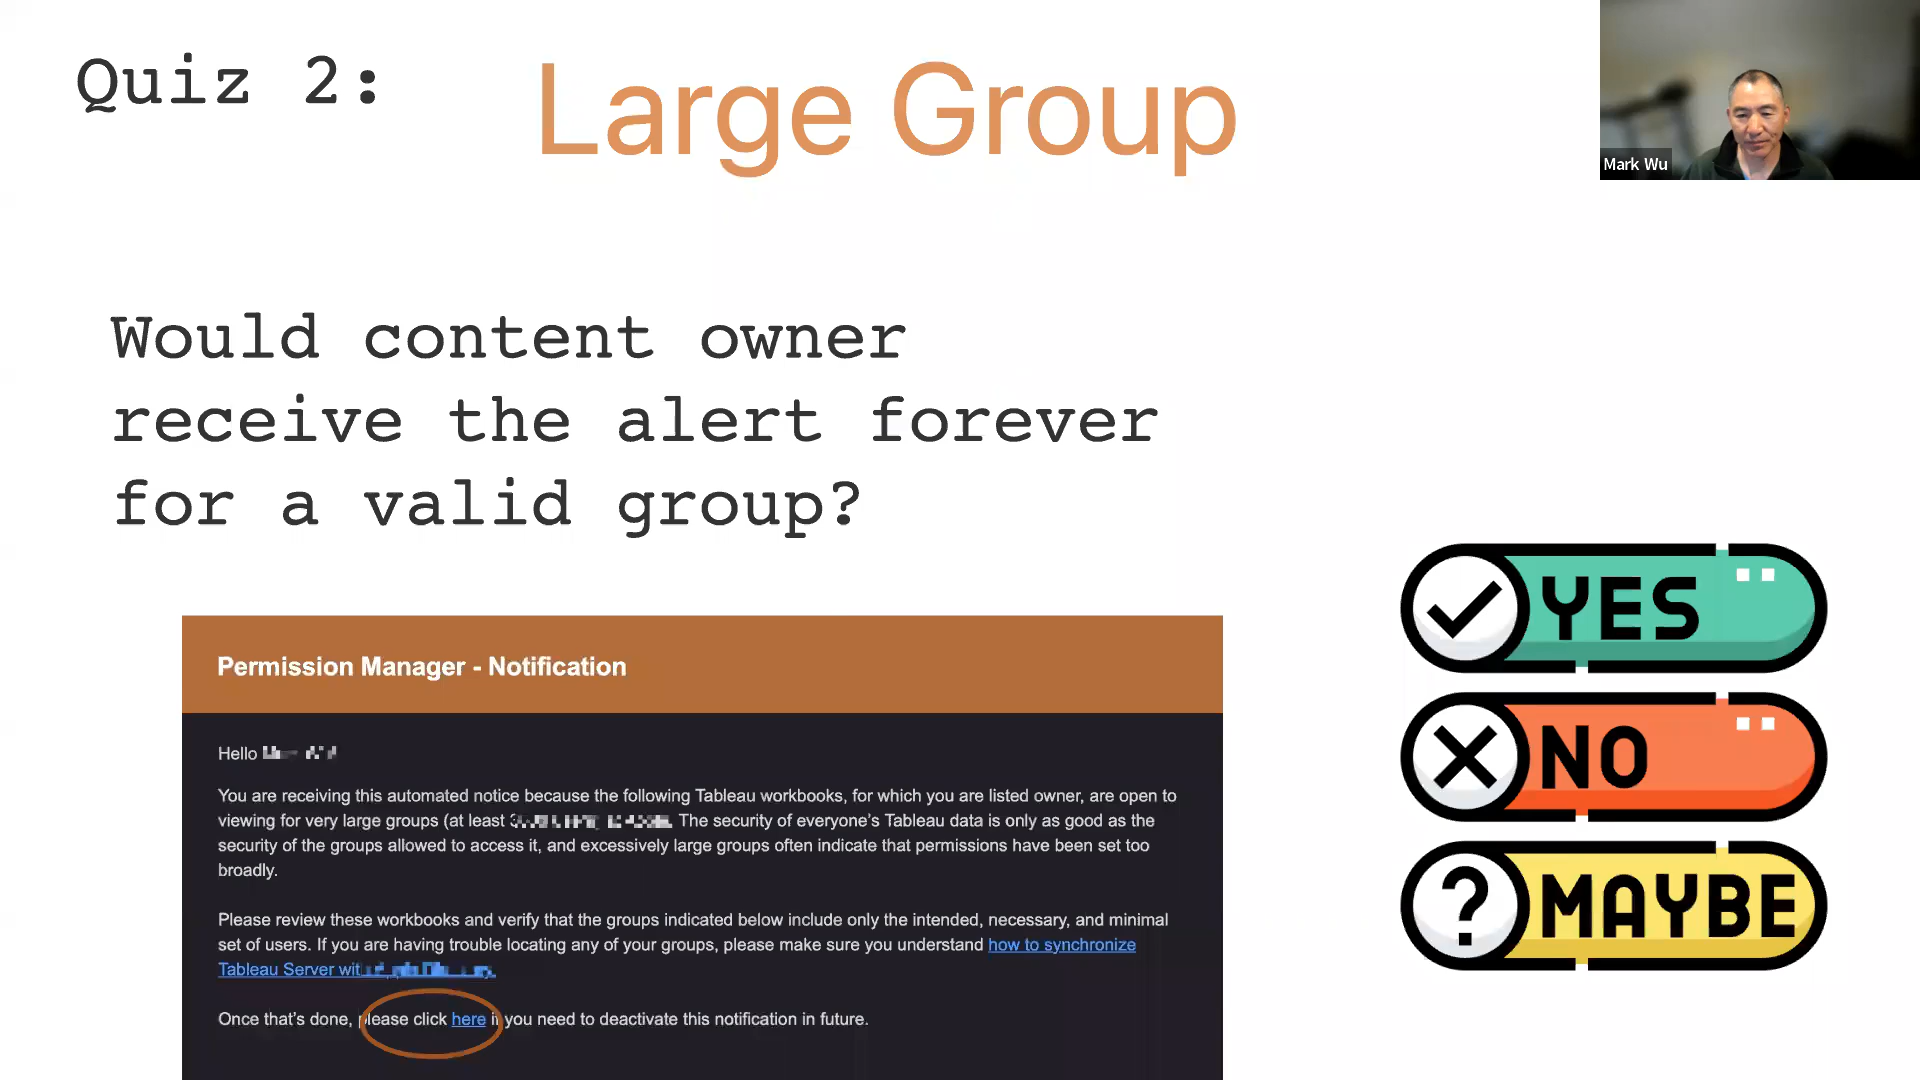 Quiz 2:
Large Group
Mark Wu
Would content owner
receive the alert forever
for a valid group?
YES
NO
MAYBE
Permission Manager - Notification
Hello
You are receiving this automated notice because the following Tableau workbooks, for which you are listed owner, are open to
viewing for very large groups (at least The security of everyone's Tableau data is only as good as the
security of the groups allowed to access it, and excessively large groups often indicate that permissions have been set too
broadly.
Please review these workbooks and verify that the groups indicated below include only the intended, necessary, and minimal
set of users. If you are having trouble locating any of your groups, please make sure you understand how to synchronize
Tableau Server
Once that's done, please click here if you need to deactivate this notification in future.